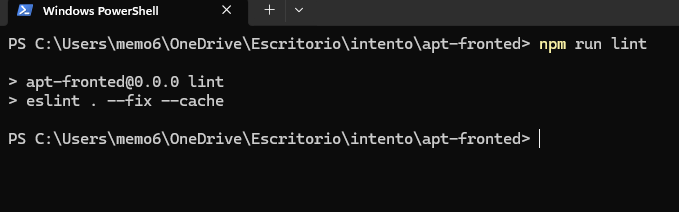 Windows PowerShell
PS C:\Users\memo6\OneDrive\Escritorio\intento\apt-fronted> npm run lint
> apt-fronted@0.0.0 lint
> eslint . --fix --cache
PS C:\Users\memo6\OneDrive\Escritorio\intento\apt-fronted>